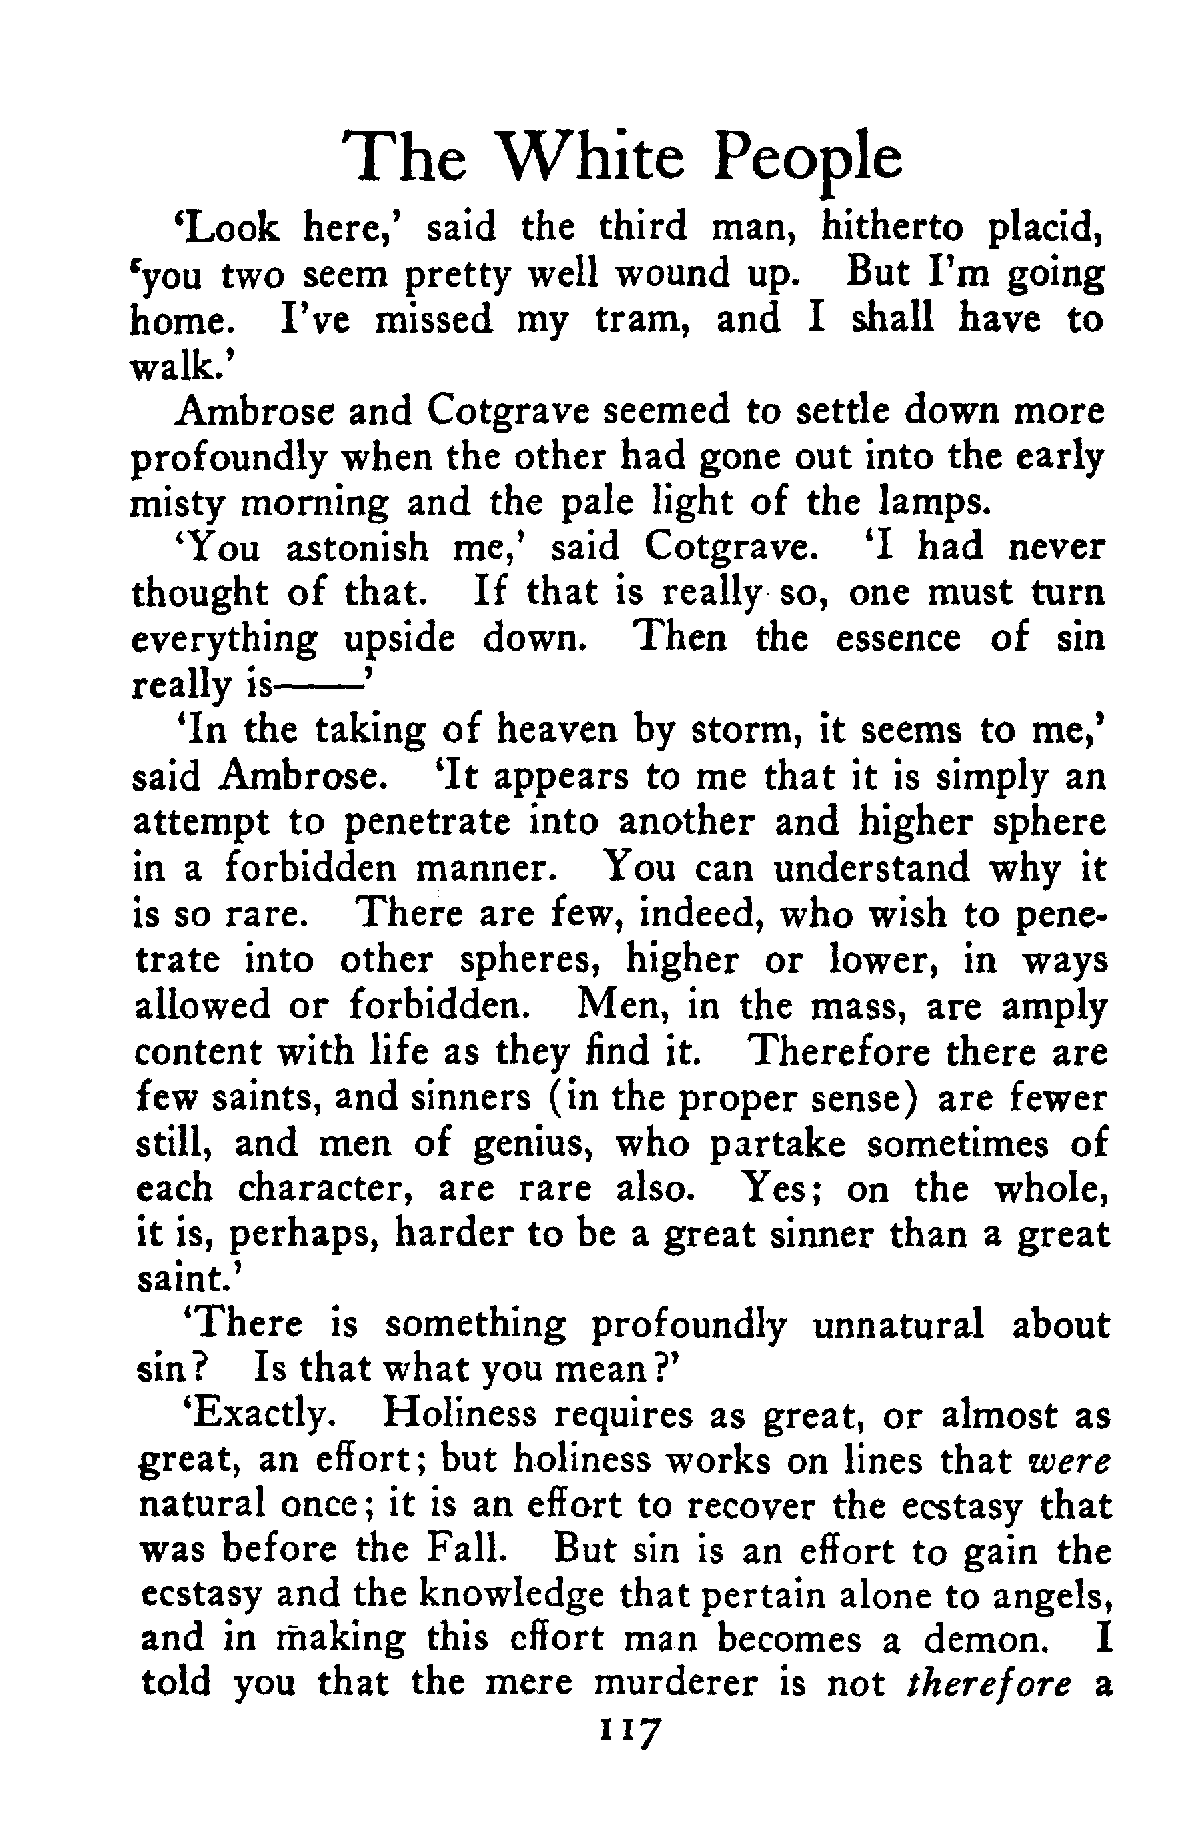 The White People
‘Look here,’ said the third man, hitherto placid,
‘you two seem pretty well wound up. But I’m going
home. I’ve missed my tram, and I shall have to
walk.’
Ambrose and Cotgrave seemed to settle down more
profoundly when the other had gone out into the early
misty morning and the pale light of the lamps.
‘You astonish me,’ said Cotgrave. ‘I had never
thought of that. If that is really so, one must turn
everything upside down. Then the essence of sin
really is——’
‘In the taking of heaven by storm, it seems to me,’
said Ambrose. ‘It appears to me that it is simply an
attempt to penetrate into another and higher sphere
in a forbidden manner. You can understand why it
is so rare. There are few, indeed, who wish to pene-
trate into other spheres, higher or lower, in ways
allowed or forbidden. Men, in the mass, are amply
content with life as they find it. Therefore there are
few saints, and sinners (in the proper sense) are fewer
still, and men of genius, who partake sometimes of
each character, are rare also. Yes; on the whole,
it is, perhaps, harder to be a great sinner than a great
saint.’
‘There is something profoundly unnatural about
sin? Is that what you mean?’
‘Exactly. Holiness requires as great, or almost as
great, an effort; but holiness works on lines that were
natural once; it is an effort to recover the ecstasy that
was before the Fall. But sin is an effort to gain the
ecstasy and the knowledge that pertain alone to angels,
and in making this effort man becomes a demon. I
told you that the mere murderer is not therefore a
117